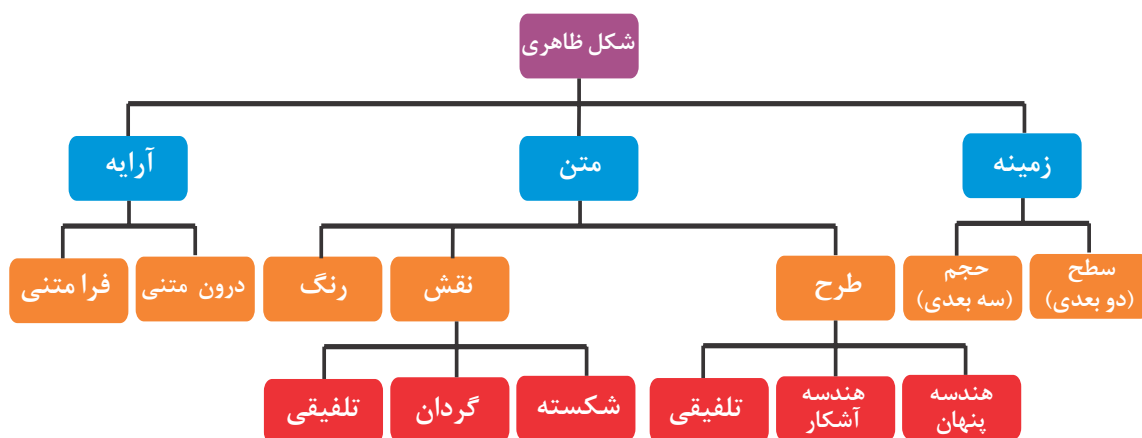 شکل ظاهری
زمینه
متن
آرایه
سطح
(دو بعدی)
حجم
(سه بعدی)
طرح
نقش
رنگ
درون متنی
فرا متنی
هندسه
پنهان
هندسه
آشکار
تلفیقی
شکسته
گردان
تلفیقی